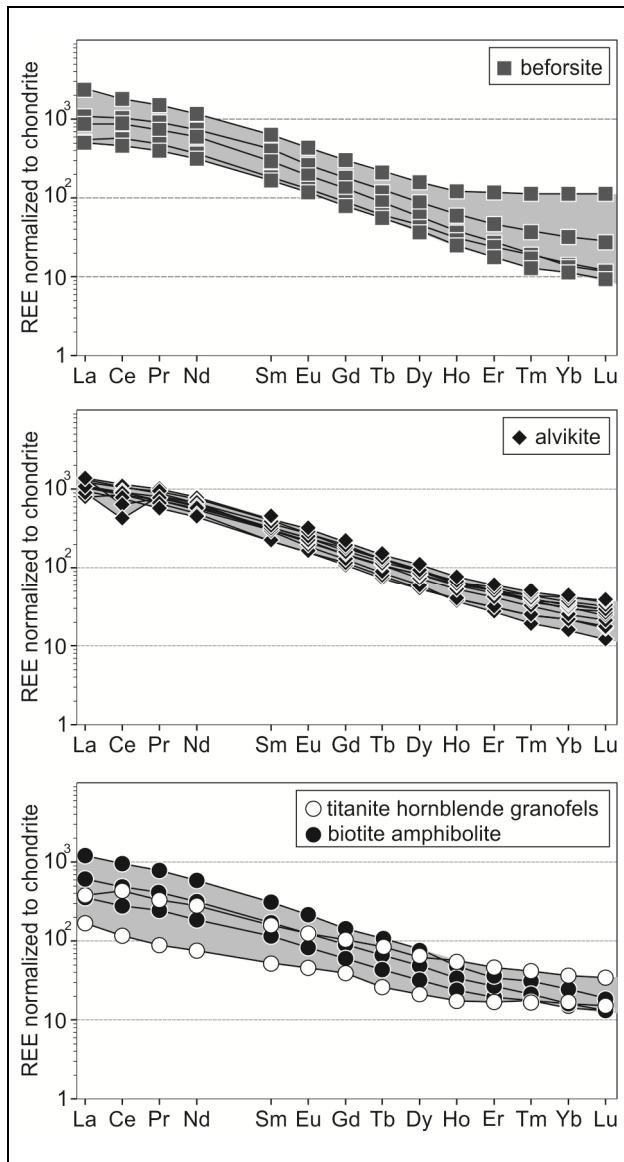 beforsite
REE normalized to chondrite
10³
10²
10
1
La Ce Pr Nd Sm Eu Gd Tb Dy Ho Er Tm Yb Lu
alvikite
REE normalized to chondrite
10³
10²
10
1
La Ce Pr Nd Sm Eu Gd Tb Dy Ho Er Tm Yb Lu
titanite hornblende granofels
biotite amphibolite
REE normalized to chondrite
10³
10²
10
1
La Ce Pr Nd Sm Eu Gd Tb Dy Ho Er Tm Yb Lu